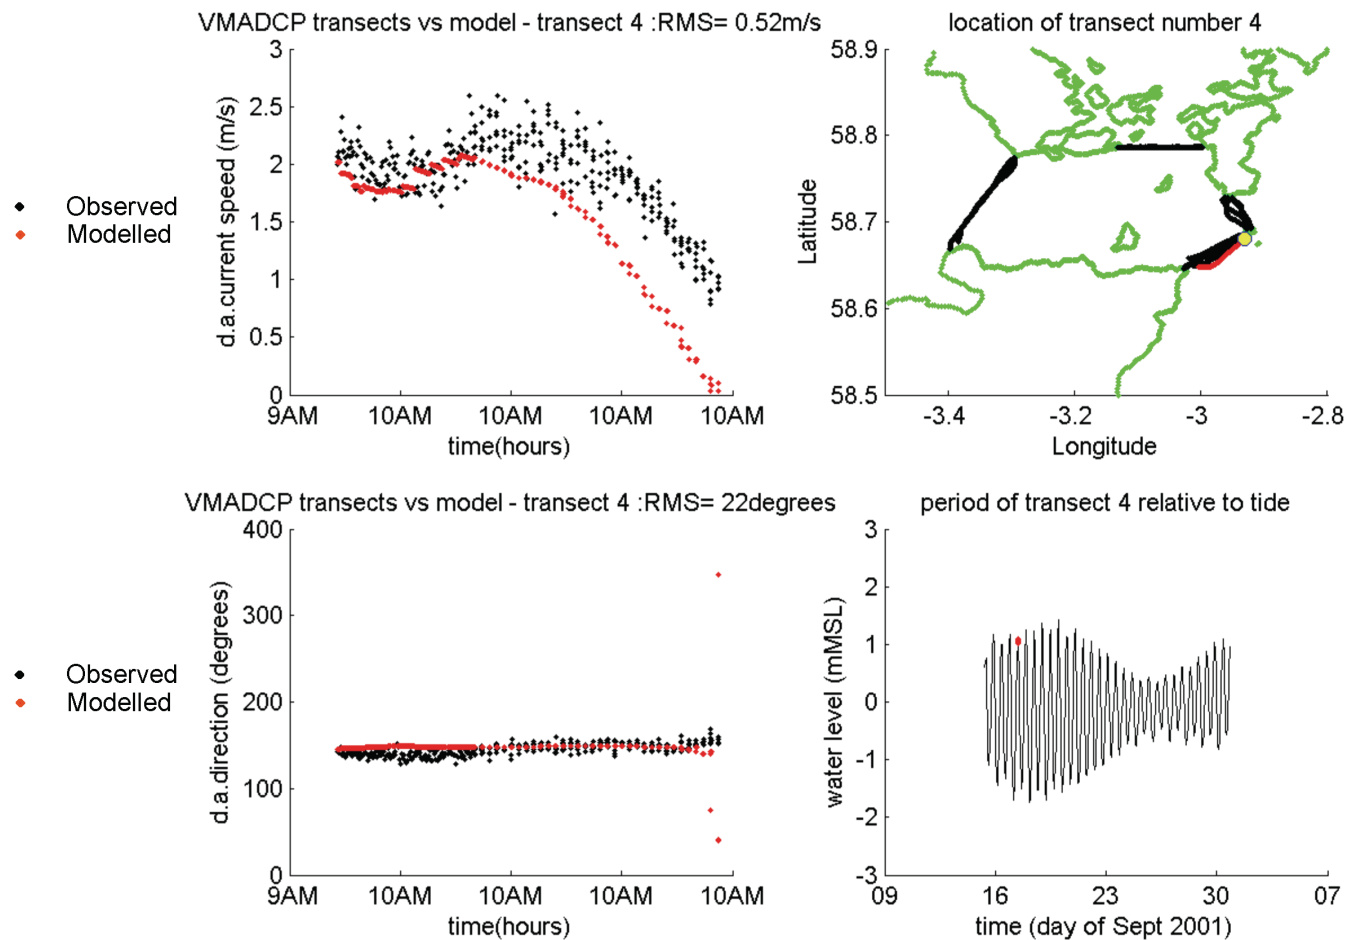 VMADCP transects vs model - transect 4 :RMS= 0.52m/s
3
2.5
2
1.5
1
0.5
0
d.a.current speed (m/s)
9AM 10AM 10AM 10AM 10AM
time(hours)
Observed
Modelled
location of transect number 4
58.9
58.8
58.7
58.6
58.5
Latitude
-3.4 -3.2 -3 -2.8
Longitude
VMADCP transects vs model - transect 4 :RMS= 22degrees
400
300
200
100
0
d.a.direction (degrees)
9AM 10AM 10AM 10AM 10AM
time(hours)
Observed
Modelled
period of transect 4 relative to tide
3
2
1
0
-1
-2
-3
water level (mMSL)
09 16 23 30 07
time (day of Sept 2001)